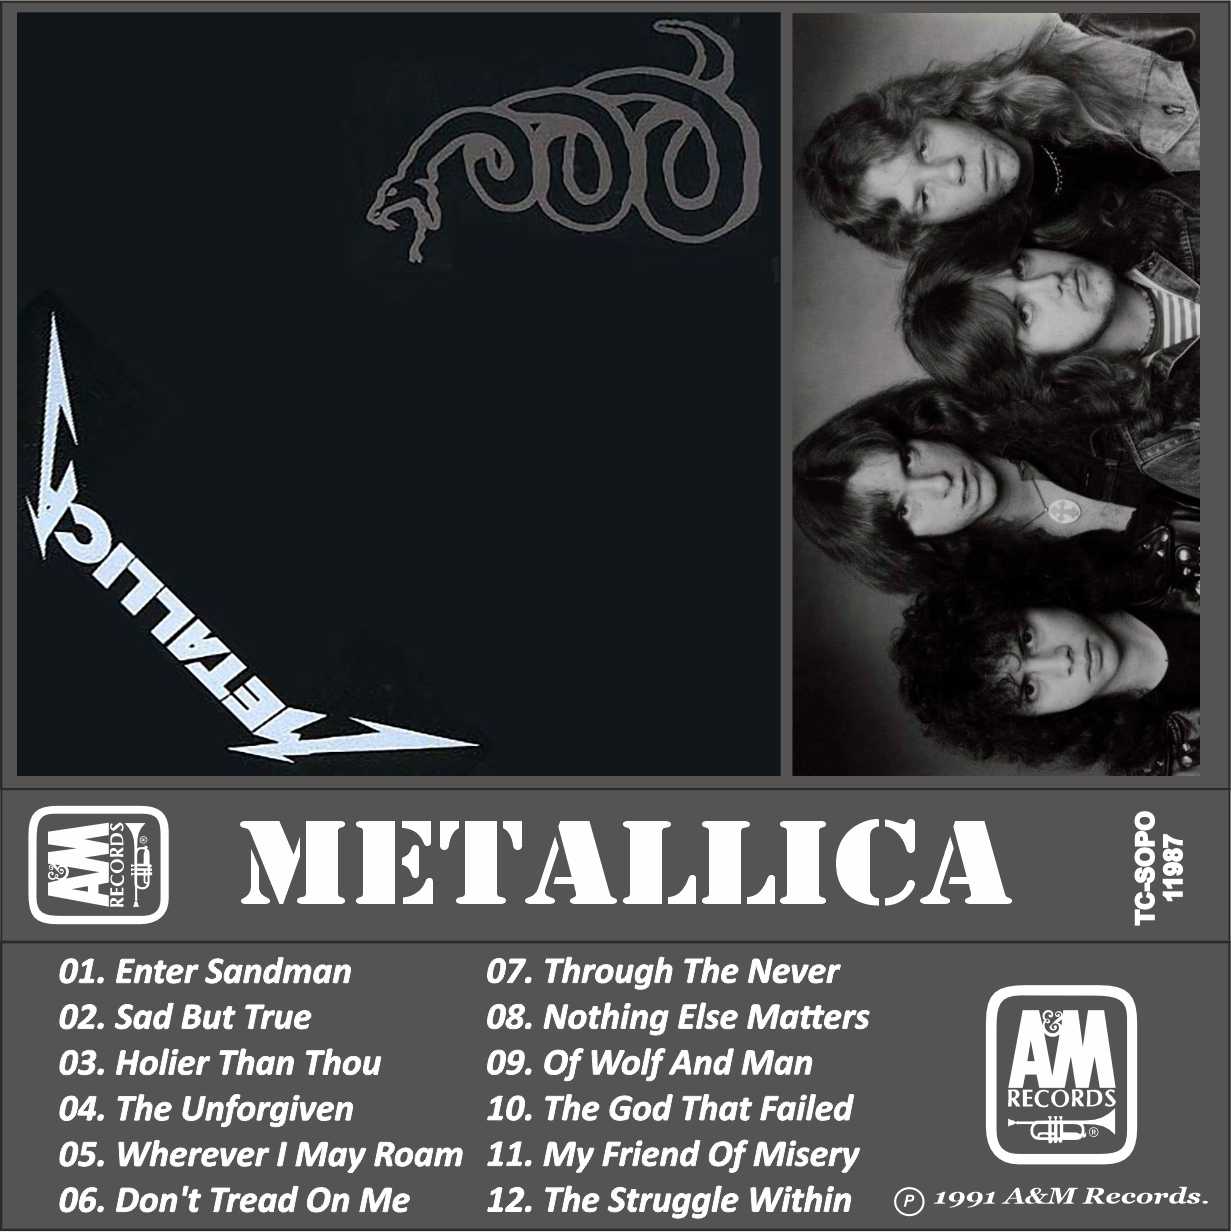 METALLICA
A&M
RECORDS
®
METALLICA
TC-SOPO
11987
01. Enter Sandman
02. Sad But True
03. Holier Than Thou
04. The Unforgiven
05. Wherever I May Roam
06. Don't Tread On Me
07. Through The Never
08. Nothing Else Matters
09. Of Wolf And Man
10. The God That Failed
11. My Friend Of Misery
12. The Struggle Within
A&M
RECORDS
®
℗ 1991 A&M Records.